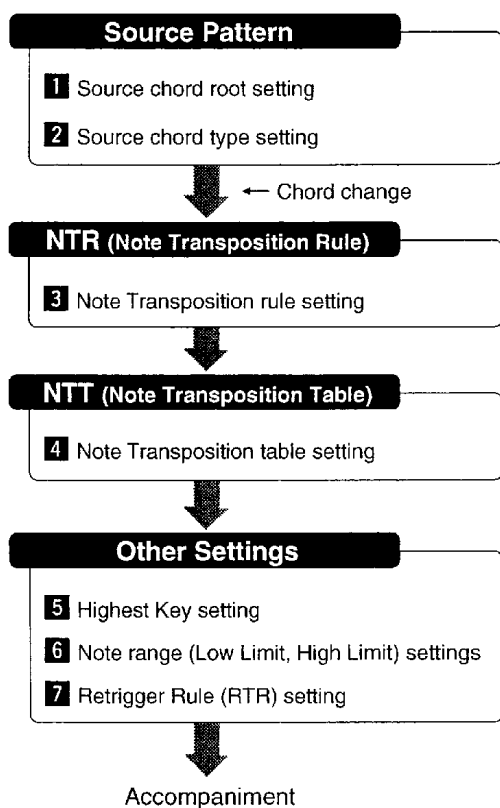 Source Pattern
1 Source chord root setting
2 Source chord type setting
← Chord change
NTR (Note Transposition Rule)
3 Note Transposition rule setting
NTT (Note Transposition Table)
4 Note Transposition table setting
Other Settings
5 Highest Key setting
6 Note range (Low Limit, High Limit) settings
7 Retrigger Rule (RTR) setting
Accompaniment